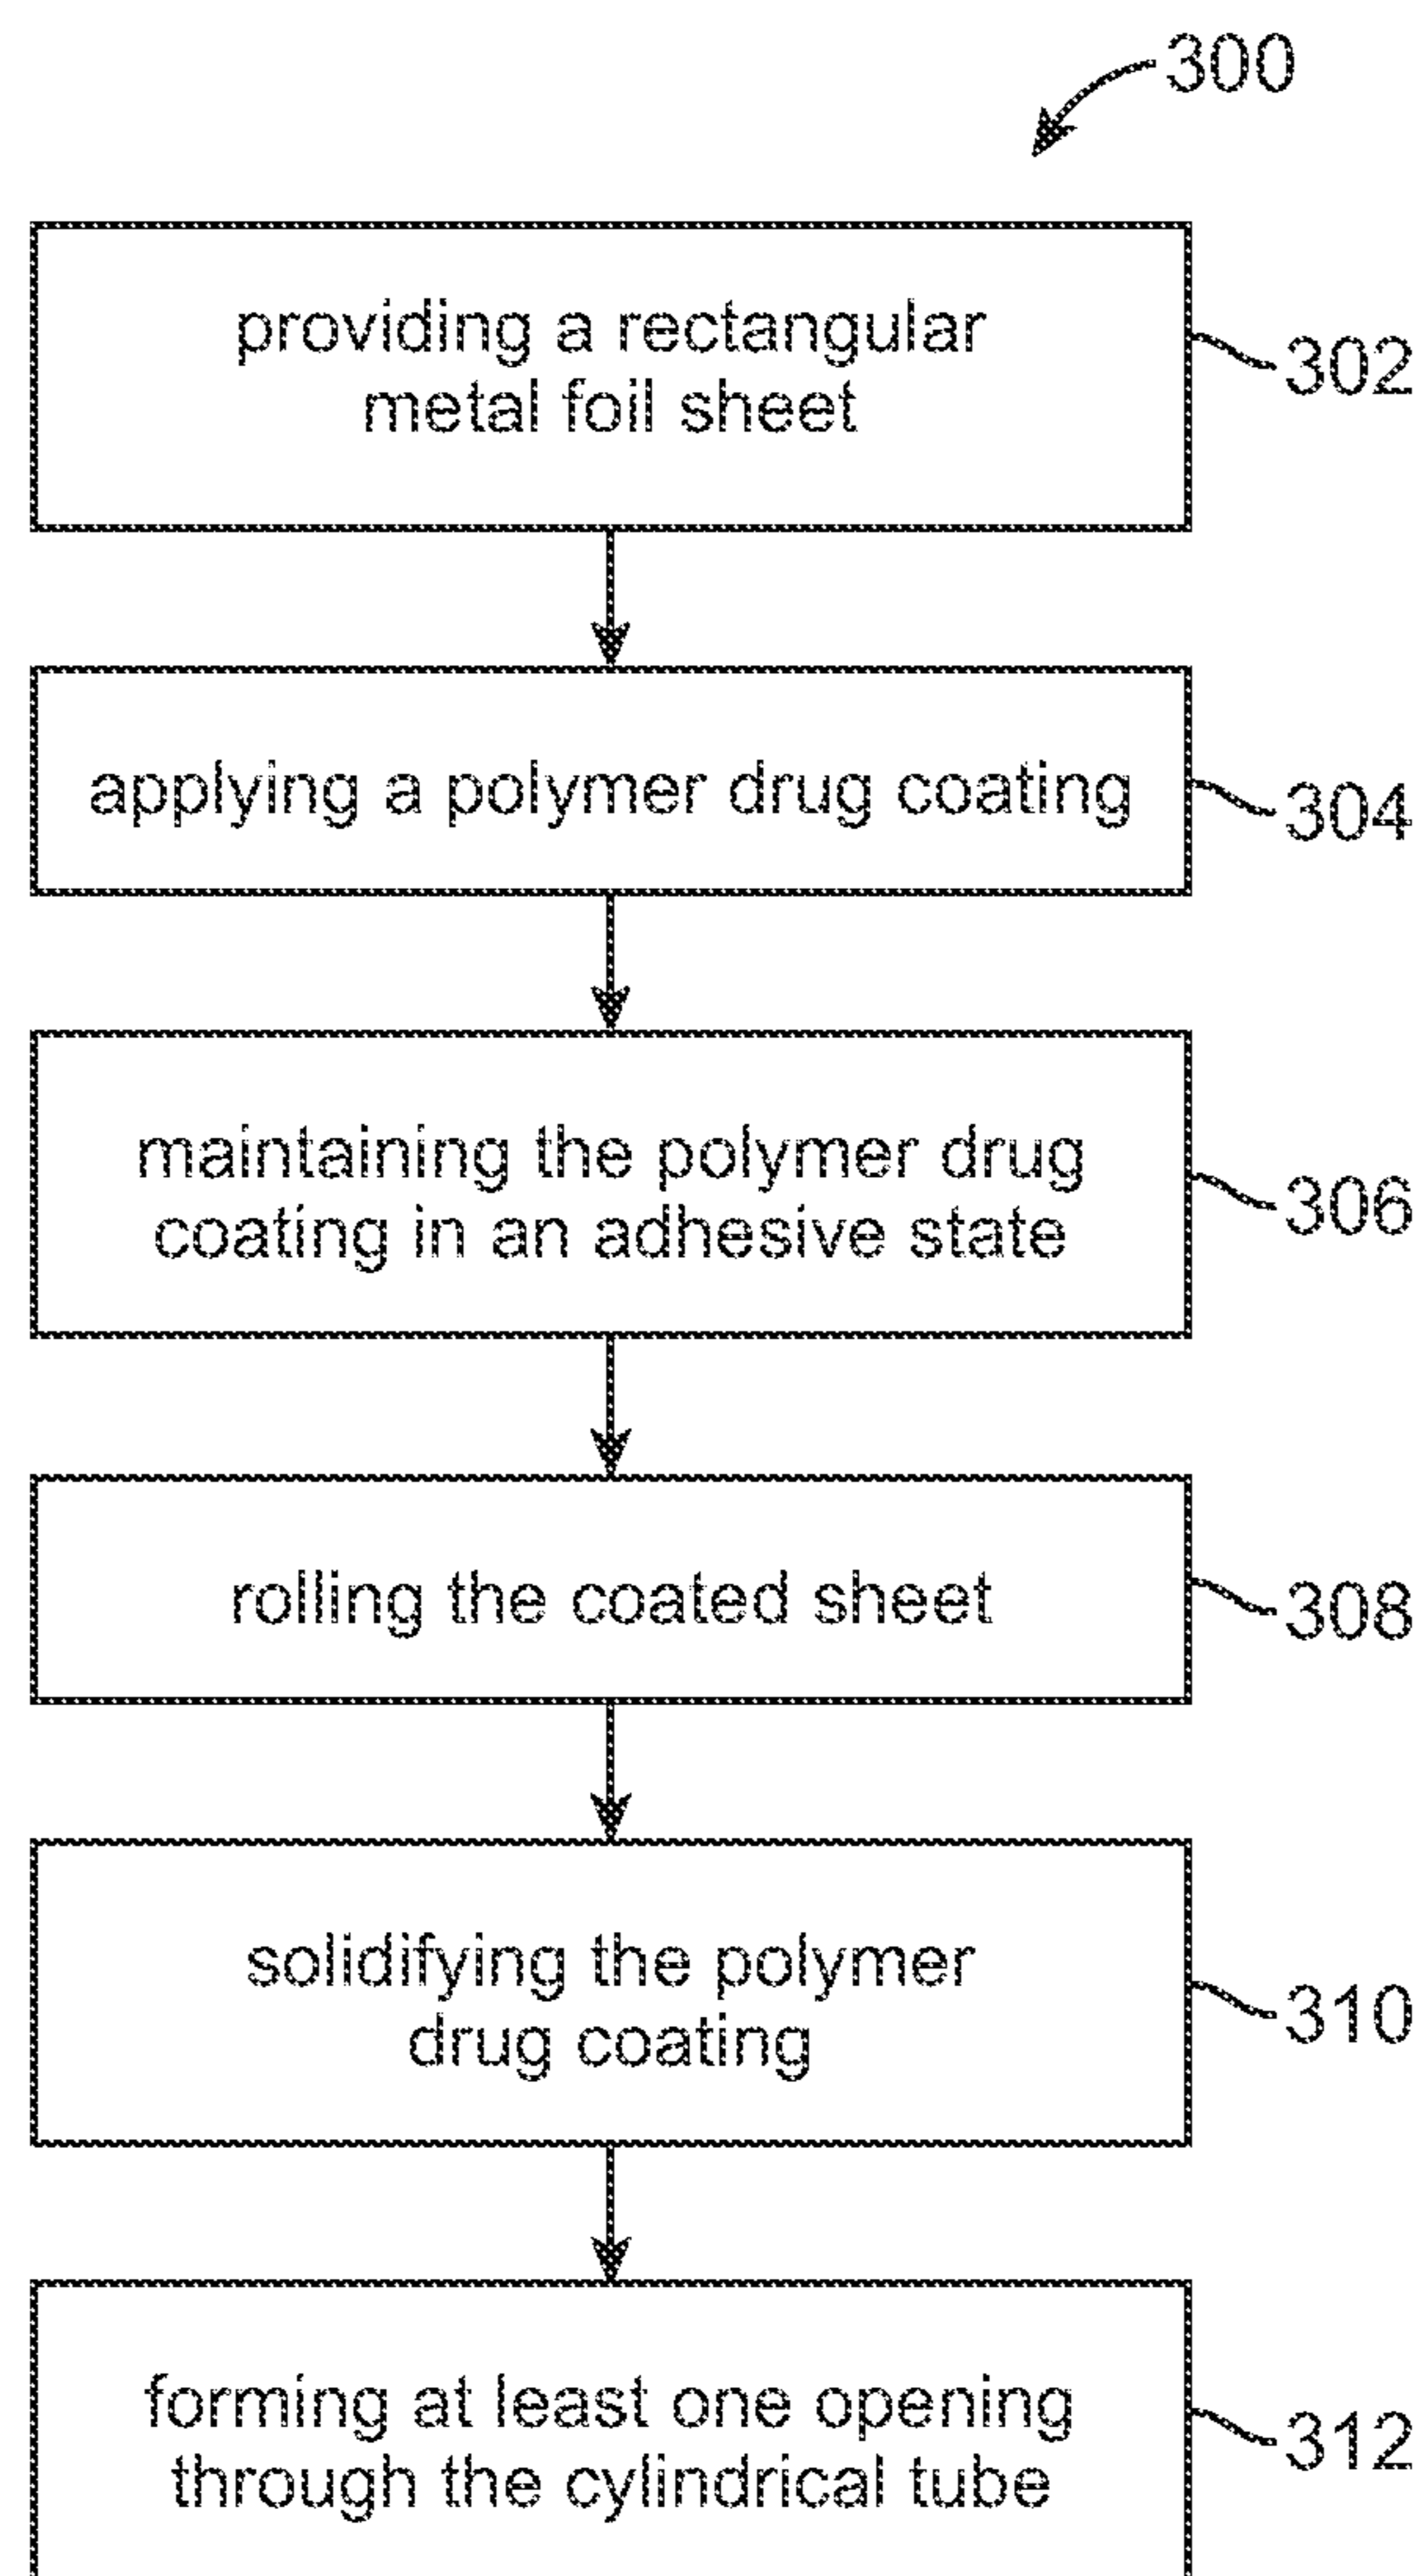 300
providing a rectangular
metal foil sheet
302
applying a polymer drug coating
304
maintaining the polymer drug
coating in an adhesive state
306
rolling the coated sheet
308
solidifying the polymer
drug coating
310
forming at least one opening
through the cylindrical tube
312